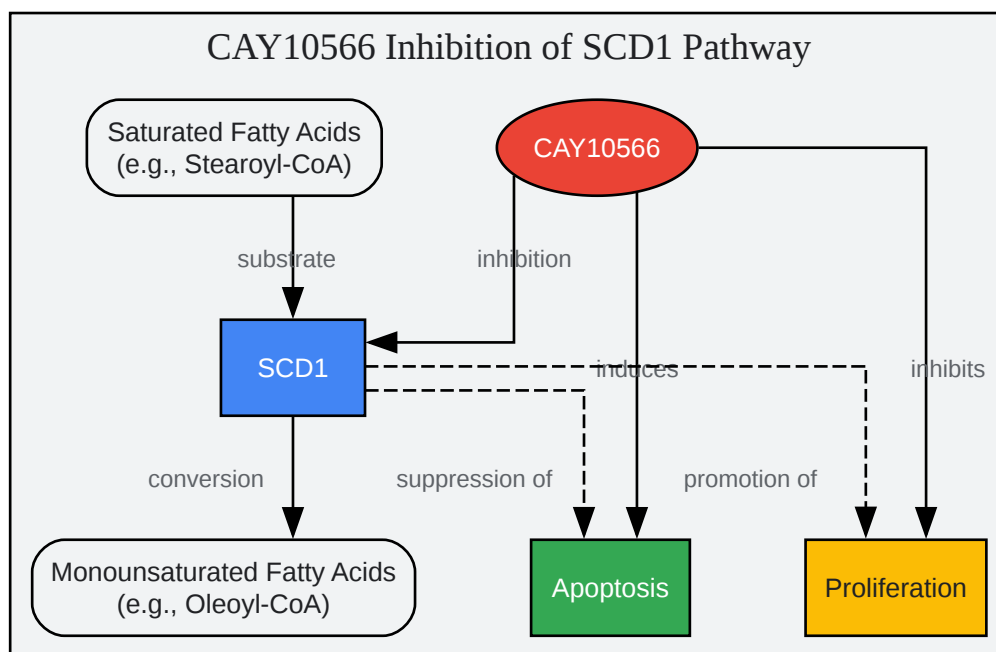 CAY10566 Inhibition of SCD1 Pathway
Saturated Fatty Acids
(e.g., Stearoyl-CoA)
CAY10566
substrate
inhibition
SCD1
induces
inhibits
conversion
suppression of
promotion of
Monounsaturated Fatty Acids
(e.g., Oleoyl-CoA)
Apoptosis
Proliferation